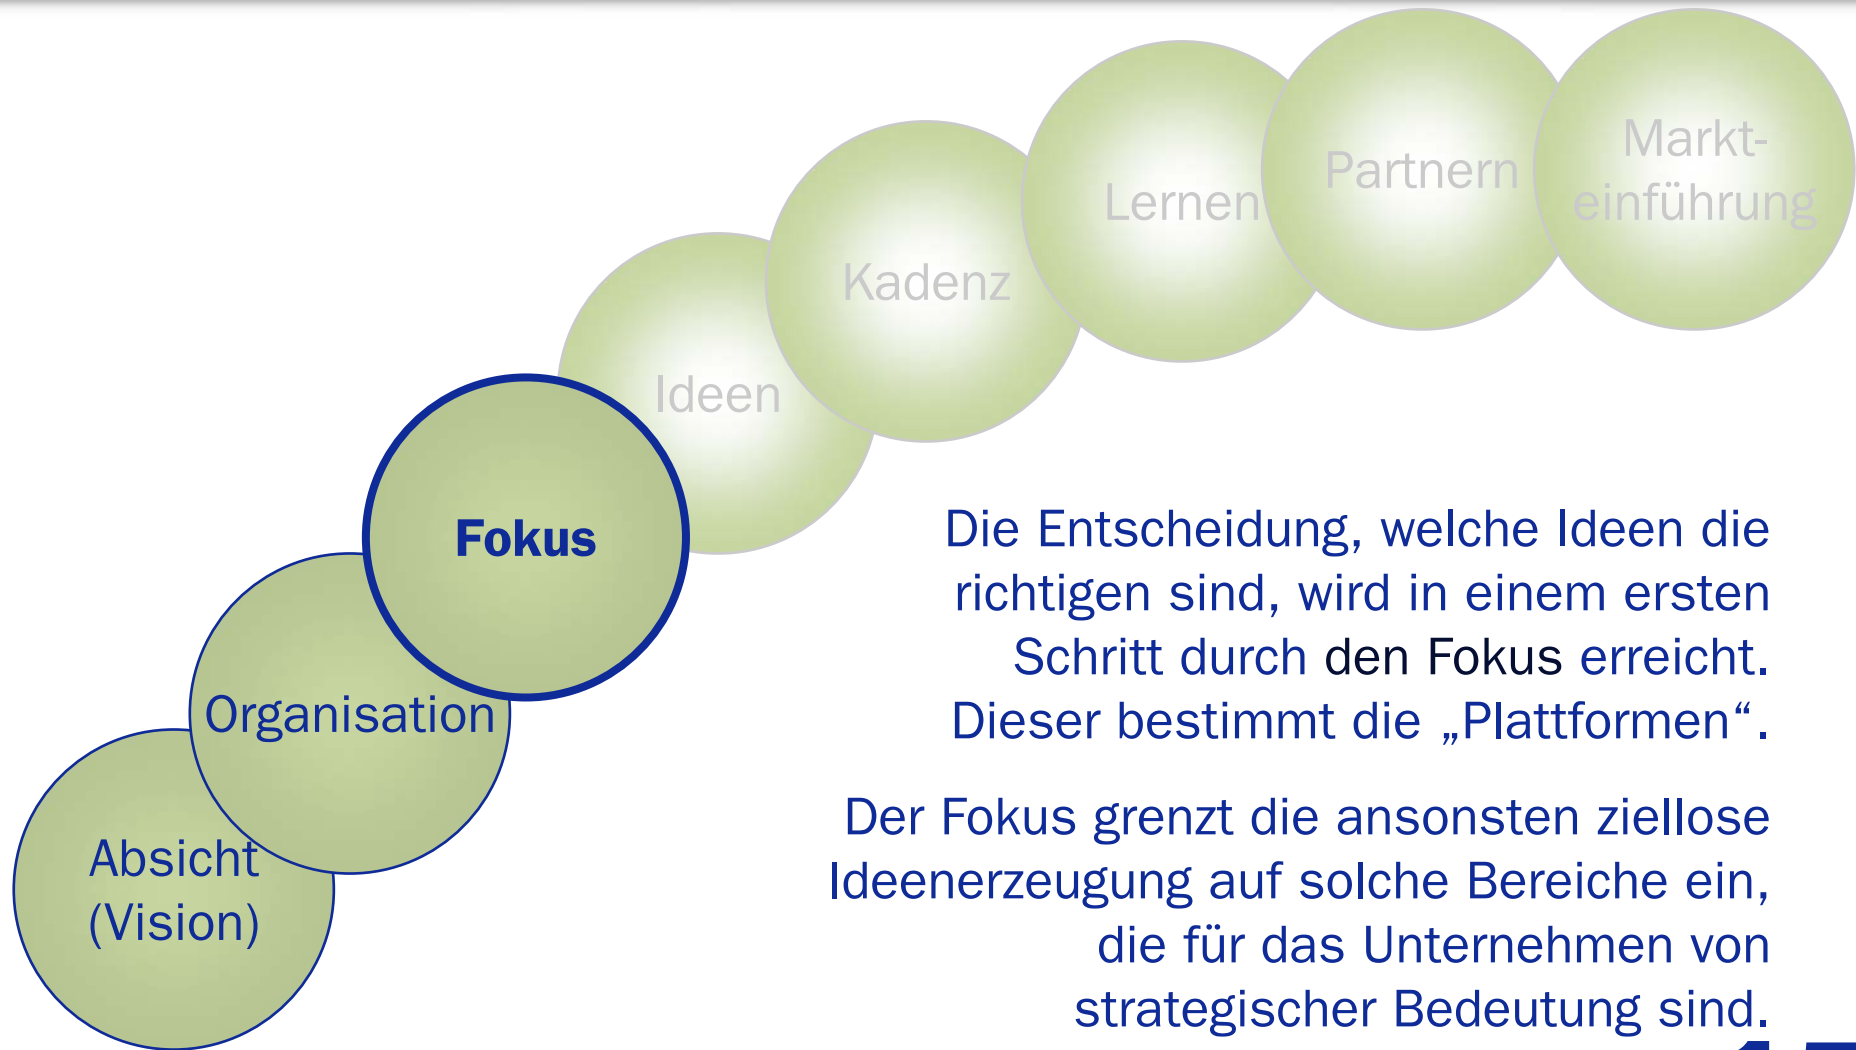 Absicht
(Vision)
Organisation
Fokus
Ideen
Kadenz
Lernen
Partnern
Markt-
einführung
Die Entscheidung, welche Ideen die
richtigen sind, wird in einem ersten
Schritt durch den Fokus erreicht.
Dieser bestimmt die „Plattformen“.
Der Fokus grenzt die ansonsten ziellose
Ideenerzeugung auf solche Bereiche ein,
die für das Unternehmen von
strategischer Bedeutung sind.